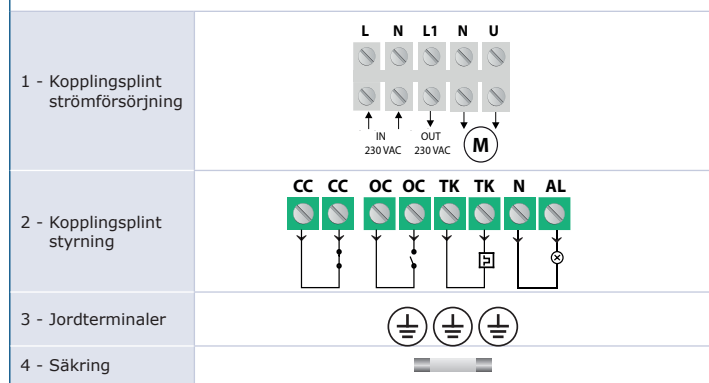 L N L1 N U
1 - Kopplingsplint
strömförsörjning
IN
230 VAC
OUT
230 VAC
M
CC CC OC OC TK TK N AL
2 - Kopplingsplint
styrning
3 - Jordterminaler
4 - Säkring